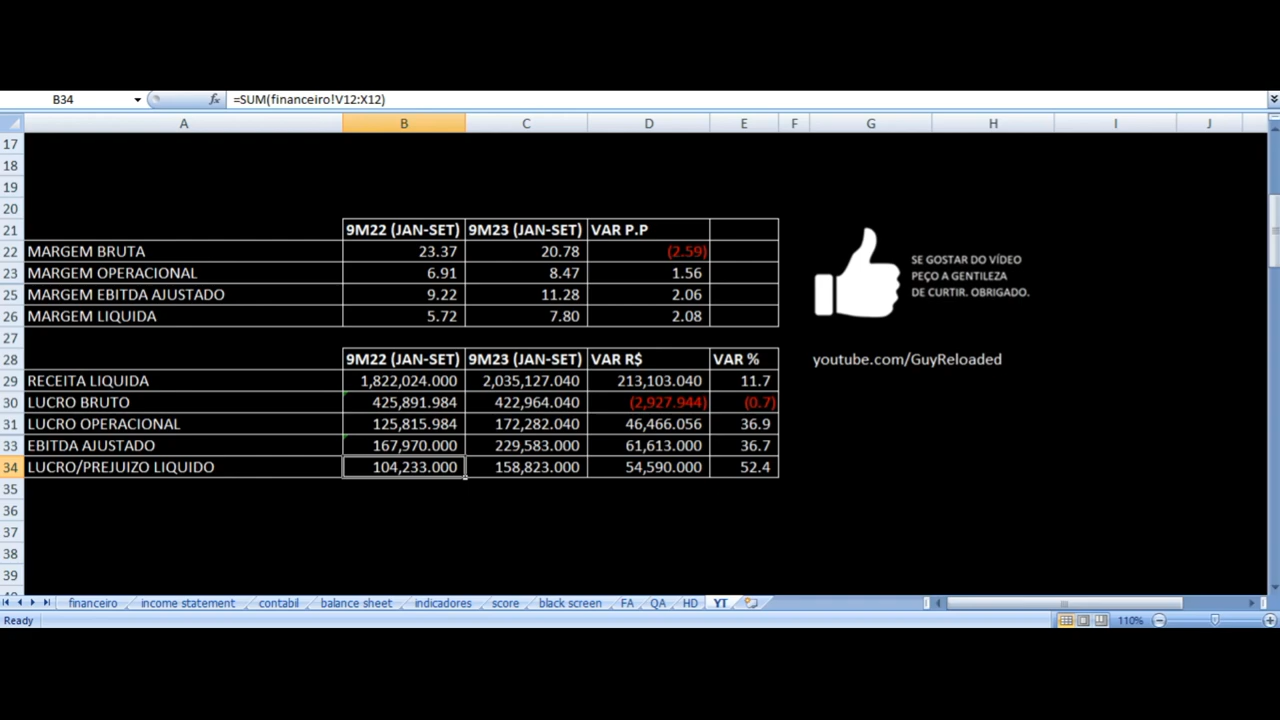 B34 fx =SUM(financeiro!V12:X12)
A B C D E F G H I J
17
18
19
20
21 9M22 (JAN-SET) 9M23 (JAN-SET) VAR P.P
22 MARGEM BRUTA 23.37 20.78 (2.59)
23 MARGEM OPERACIONAL 6.91 8.47 1.56
25 MARGEM EBITDA AJUSTADO 9.22 11.28 2.06
26 MARGEM LIQUIDA 5.72 7.80 2.08
SE GOSTAR DO VÍDEO
PEÇO A GENTILEZA
DE CURTIR. OBRIGADO.
27
28 9M22 (JAN-SET) 9M23 (JAN-SET) VAR R$ VAR % youtube.com/GuyReloaded
29 RECEITA LIQUIDA 1,822,024.000 2,035,127.040 213,103.040 11.7
30 LUCRO BRUTO 425,891.984 422,964.040 (2,927.944) (0.7)
31 LUCRO OPERACIONAL 125,815.984 172,282.040 46,466.056 36.9
33 EBITDA AJUSTADO 167,970.000 229,583.000 61,613.000 36.7
34 LUCRO/PREJUIZO LIQUIDO 104,233.000 158,823.000 54,590.000 52.4
35
36
37
38
39
financeiro income statement contabil balance sheet indicadores score black screen FA QA HD YT
Ready 110%